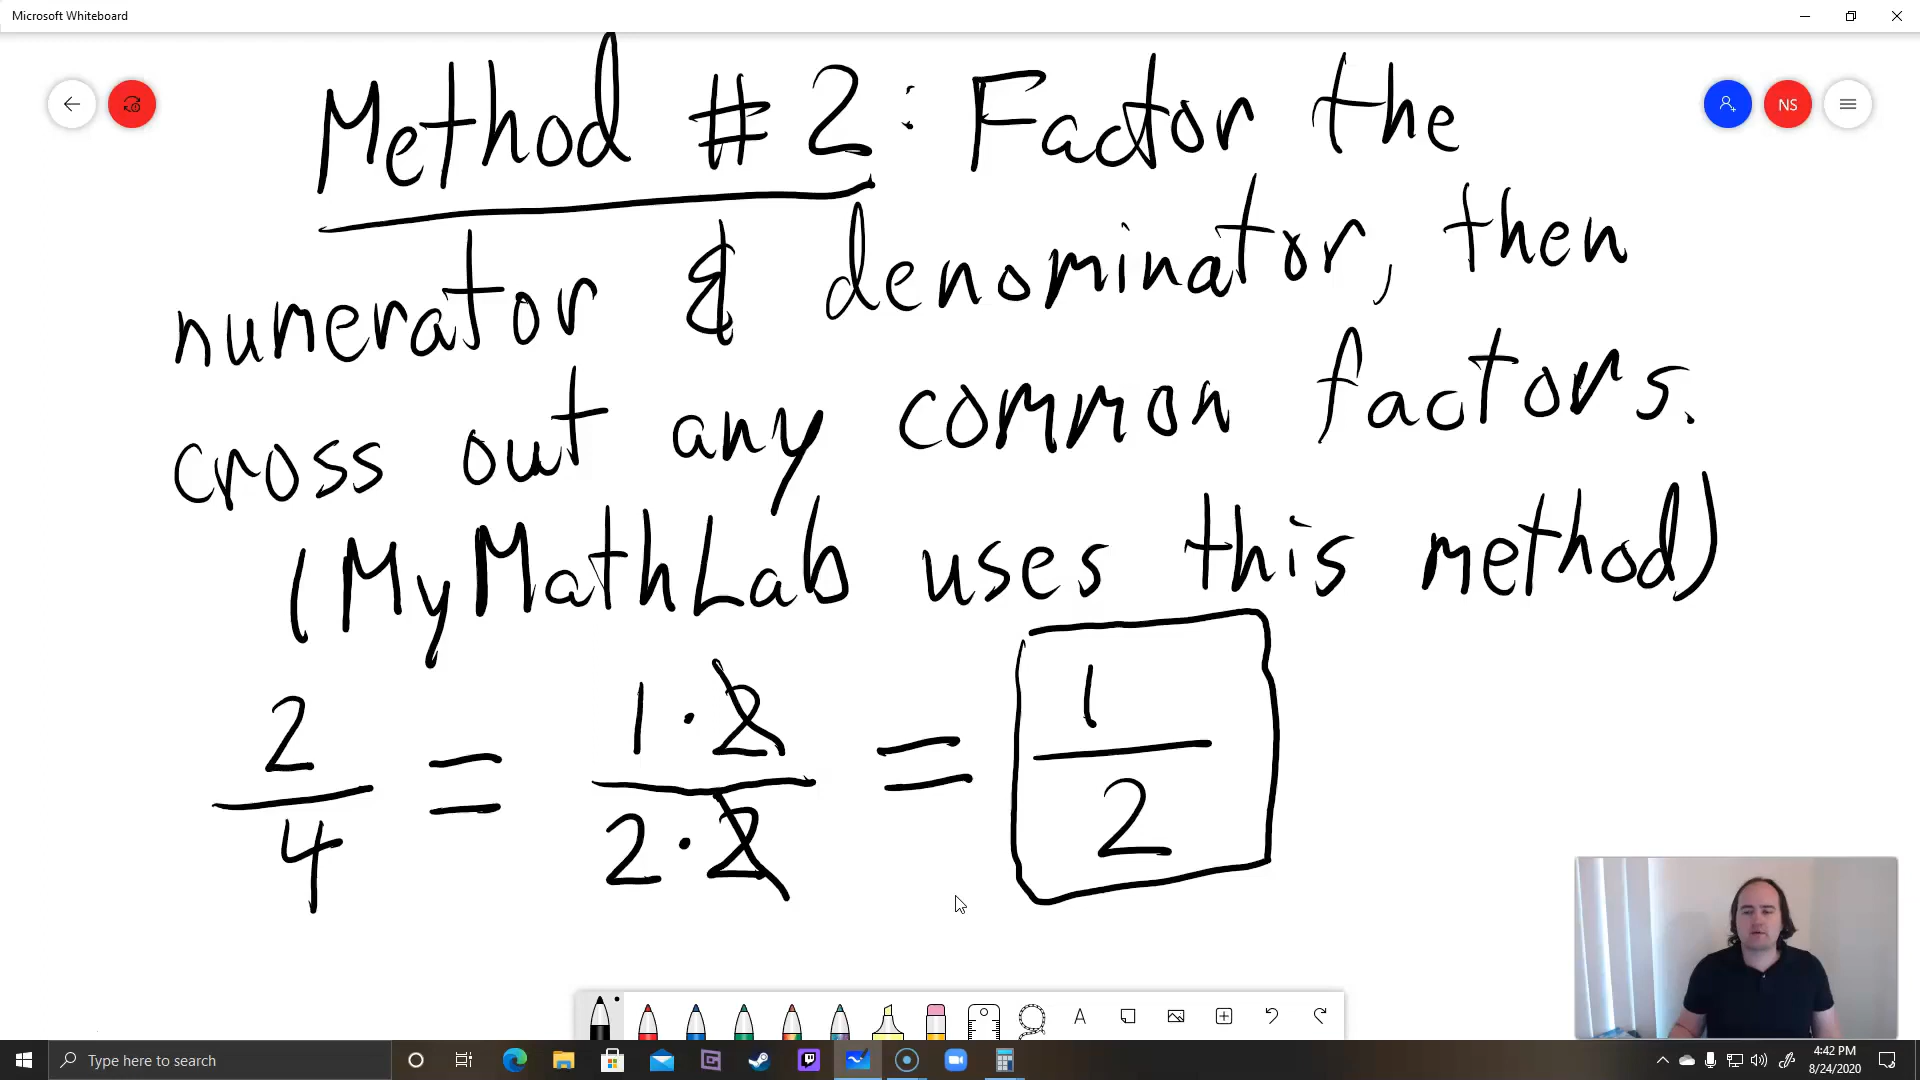 Microsoft Whiteboard
Method #2: Factor the
numerator & denominator, then
cross out any common factors.
(MyMathLab uses this method)
2/4 = 1·2/2·2 = 1/2
NS
A
Type here to search
4:42 PM
8/24/2020